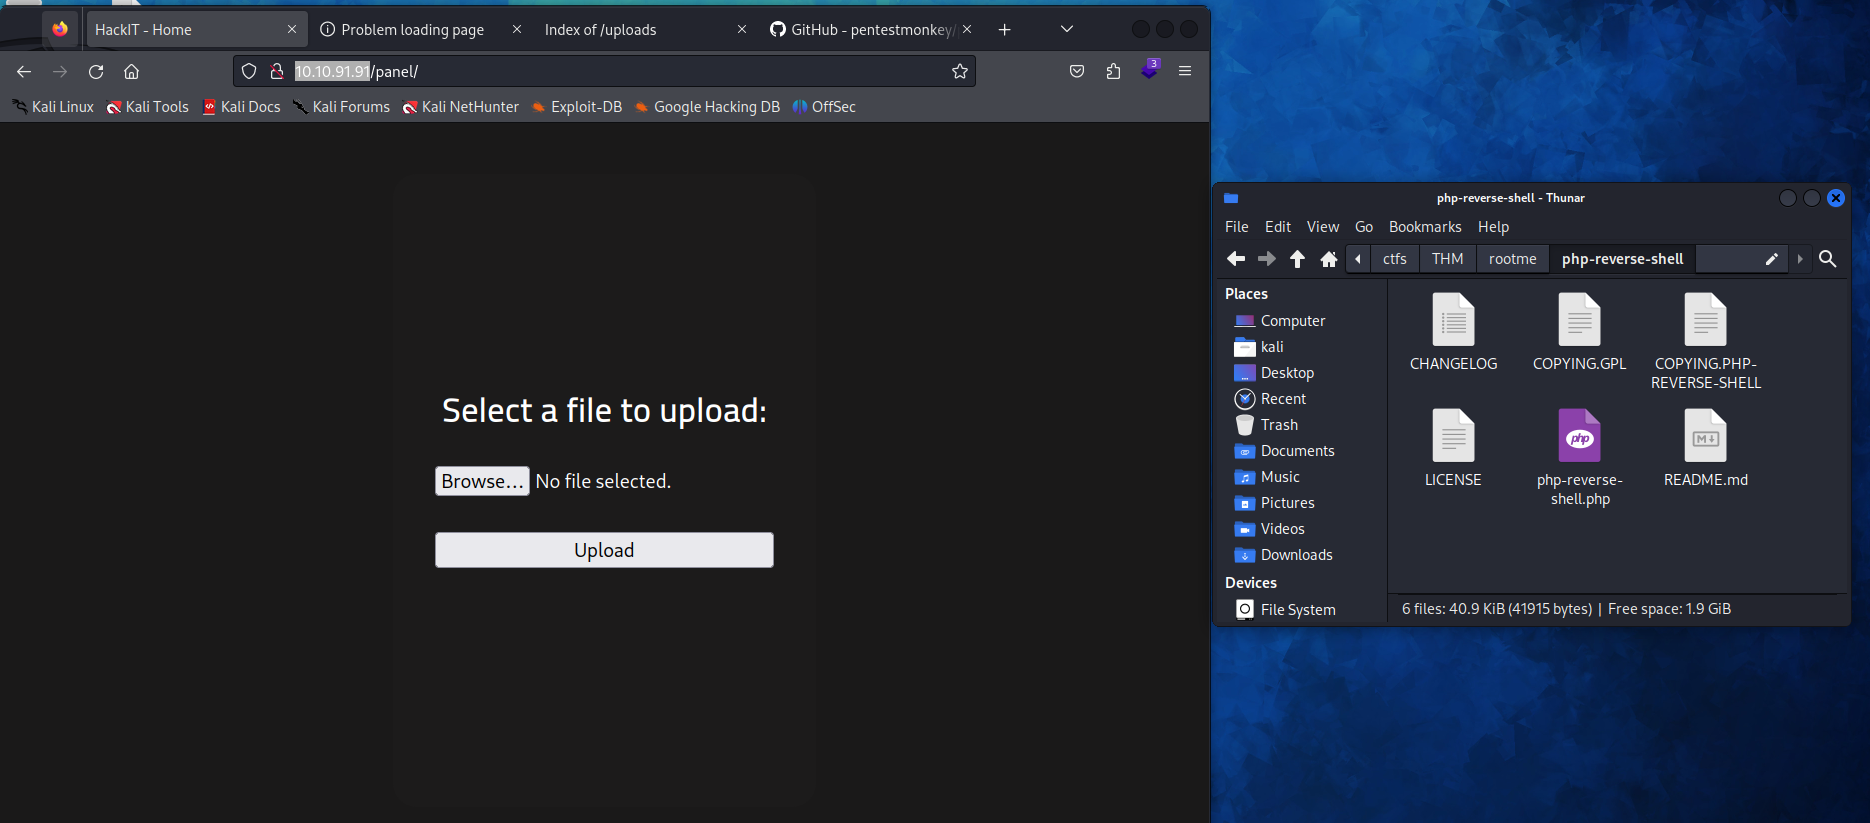 HackIT - Home
Problem loading page
Index of /uploads
GitHub - pentestmonkey/
10.10.91.91/panel/
3
Kali Linux
Kali Tools
Kali Docs
Kali Forums
Kali NetHunter
Exploit-DB
Google Hacking DB
OffSec
Select a file to upload:
Browse... No file selected.
Upload
php-reverse-shell - Thunar
File Edit View Go Bookmarks Help
ctfs THM rootme php-reverse-shell
Places
Computer
kali
Desktop
Recent
Trash
Documents
Music
Pictures
Videos
Downloads
Devices
File System
CHANGELOG
COPYING.GPL
COPYING.PHP-
REVERSE-SHELL
LICENSE
php
php-reverse-
shell.php
M
README.md
6 files: 40.9 KiB (41915 bytes) | Free space: 1.9 GiB